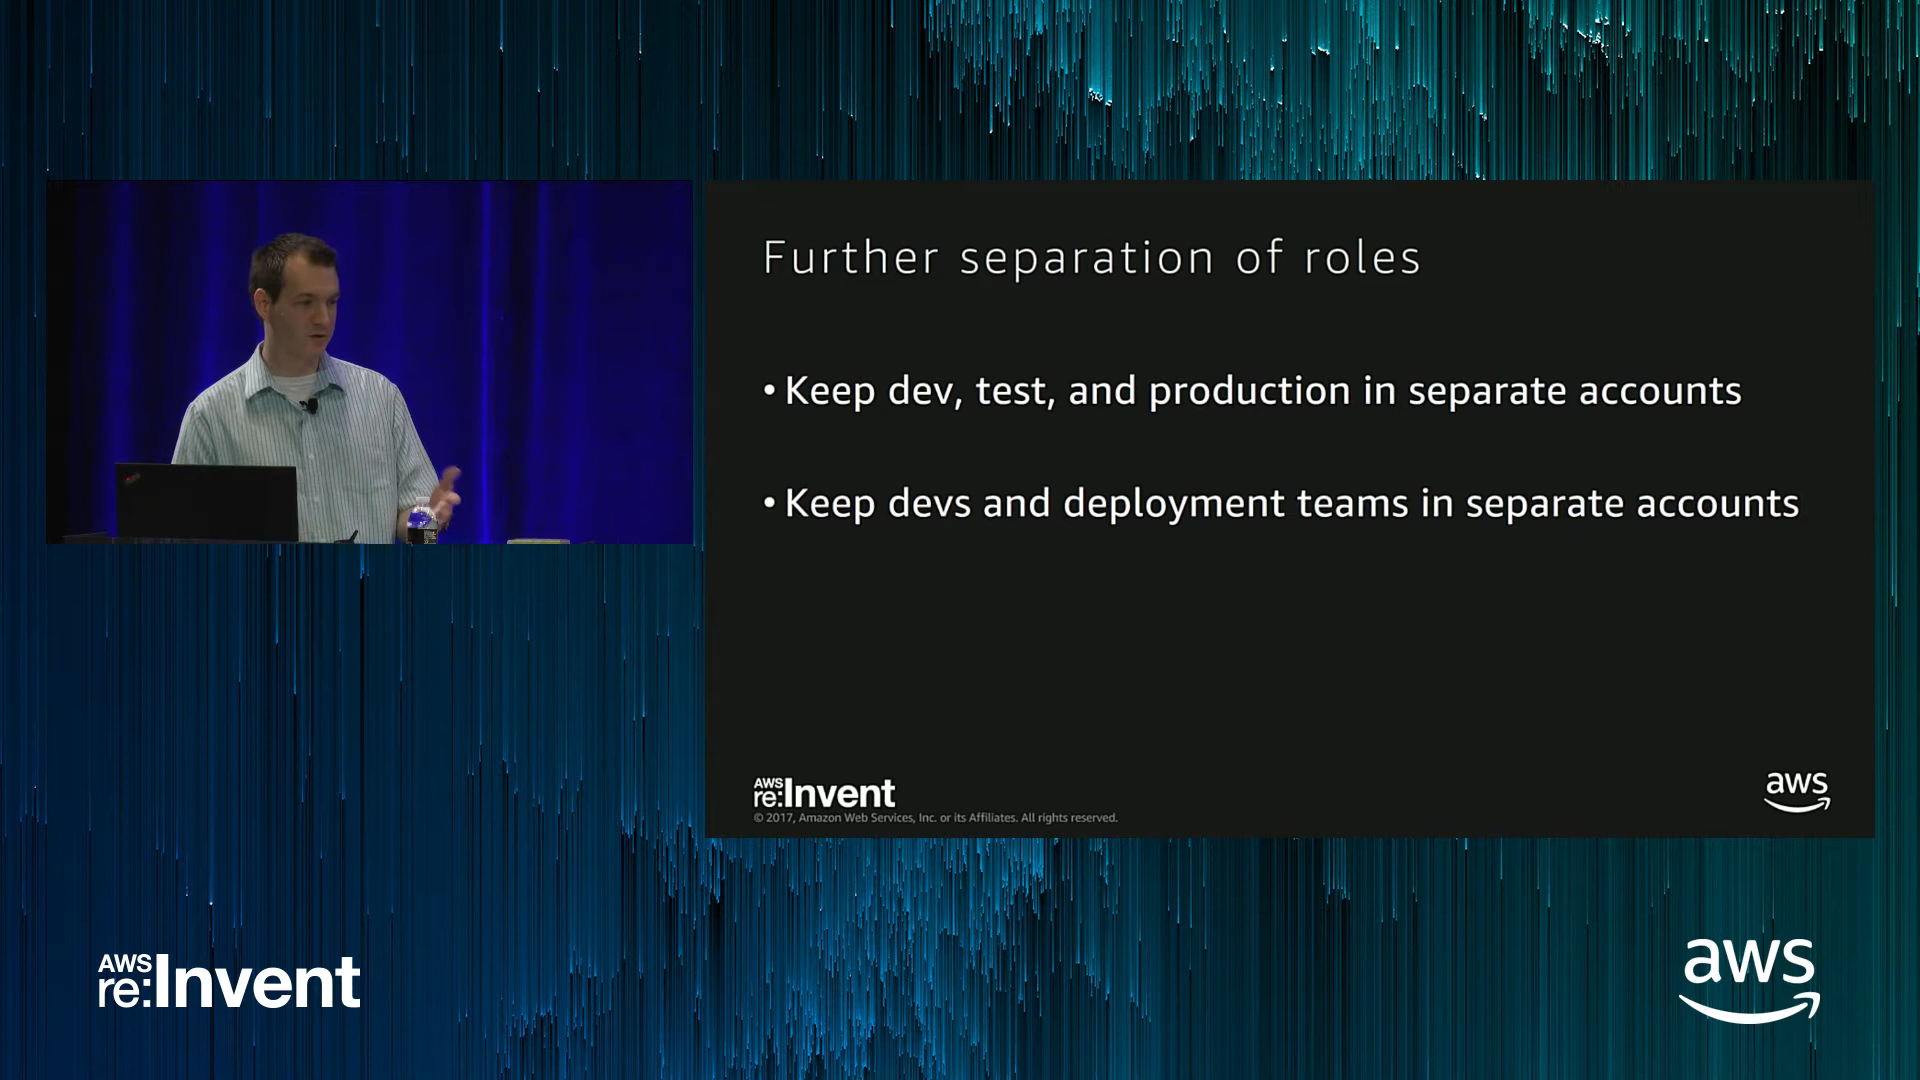 Further separation of roles
• Keep dev, test, and production in separate accounts
• Keep devs and deployment teams in separate accounts
AWS
re:Invent
© 2017, Amazon Web Services, Inc. or its Affiliates. All rights reserved.
aws
AWS
re:Invent
aws